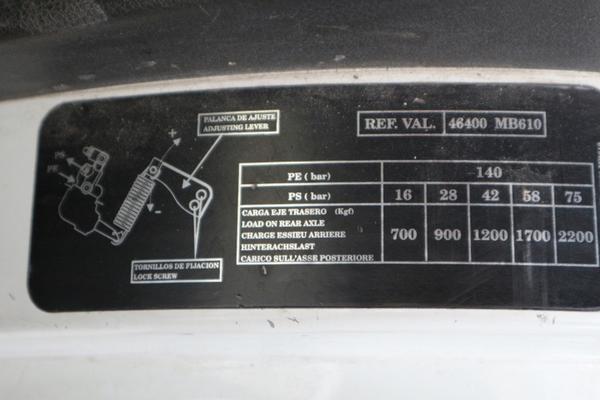 PALANCA DE AJUSTE
ADJUSTING LEVER
REF. VAL. 46400 MB610
PS
PE
+
-
TORNILLOS DE FIJACION
LOCK SCREW
PE ( bar) 140
PS ( bar) 16 28 42 58 75
CARGA EJE TRASERO (Kgf)
LOAD ON REAR AXLE
CHARGE ESSIEU ARRIERE 700 900 1200 1700 2200
HINTERACHSLAST
CARICO SULL'ASSE POSTERIORE